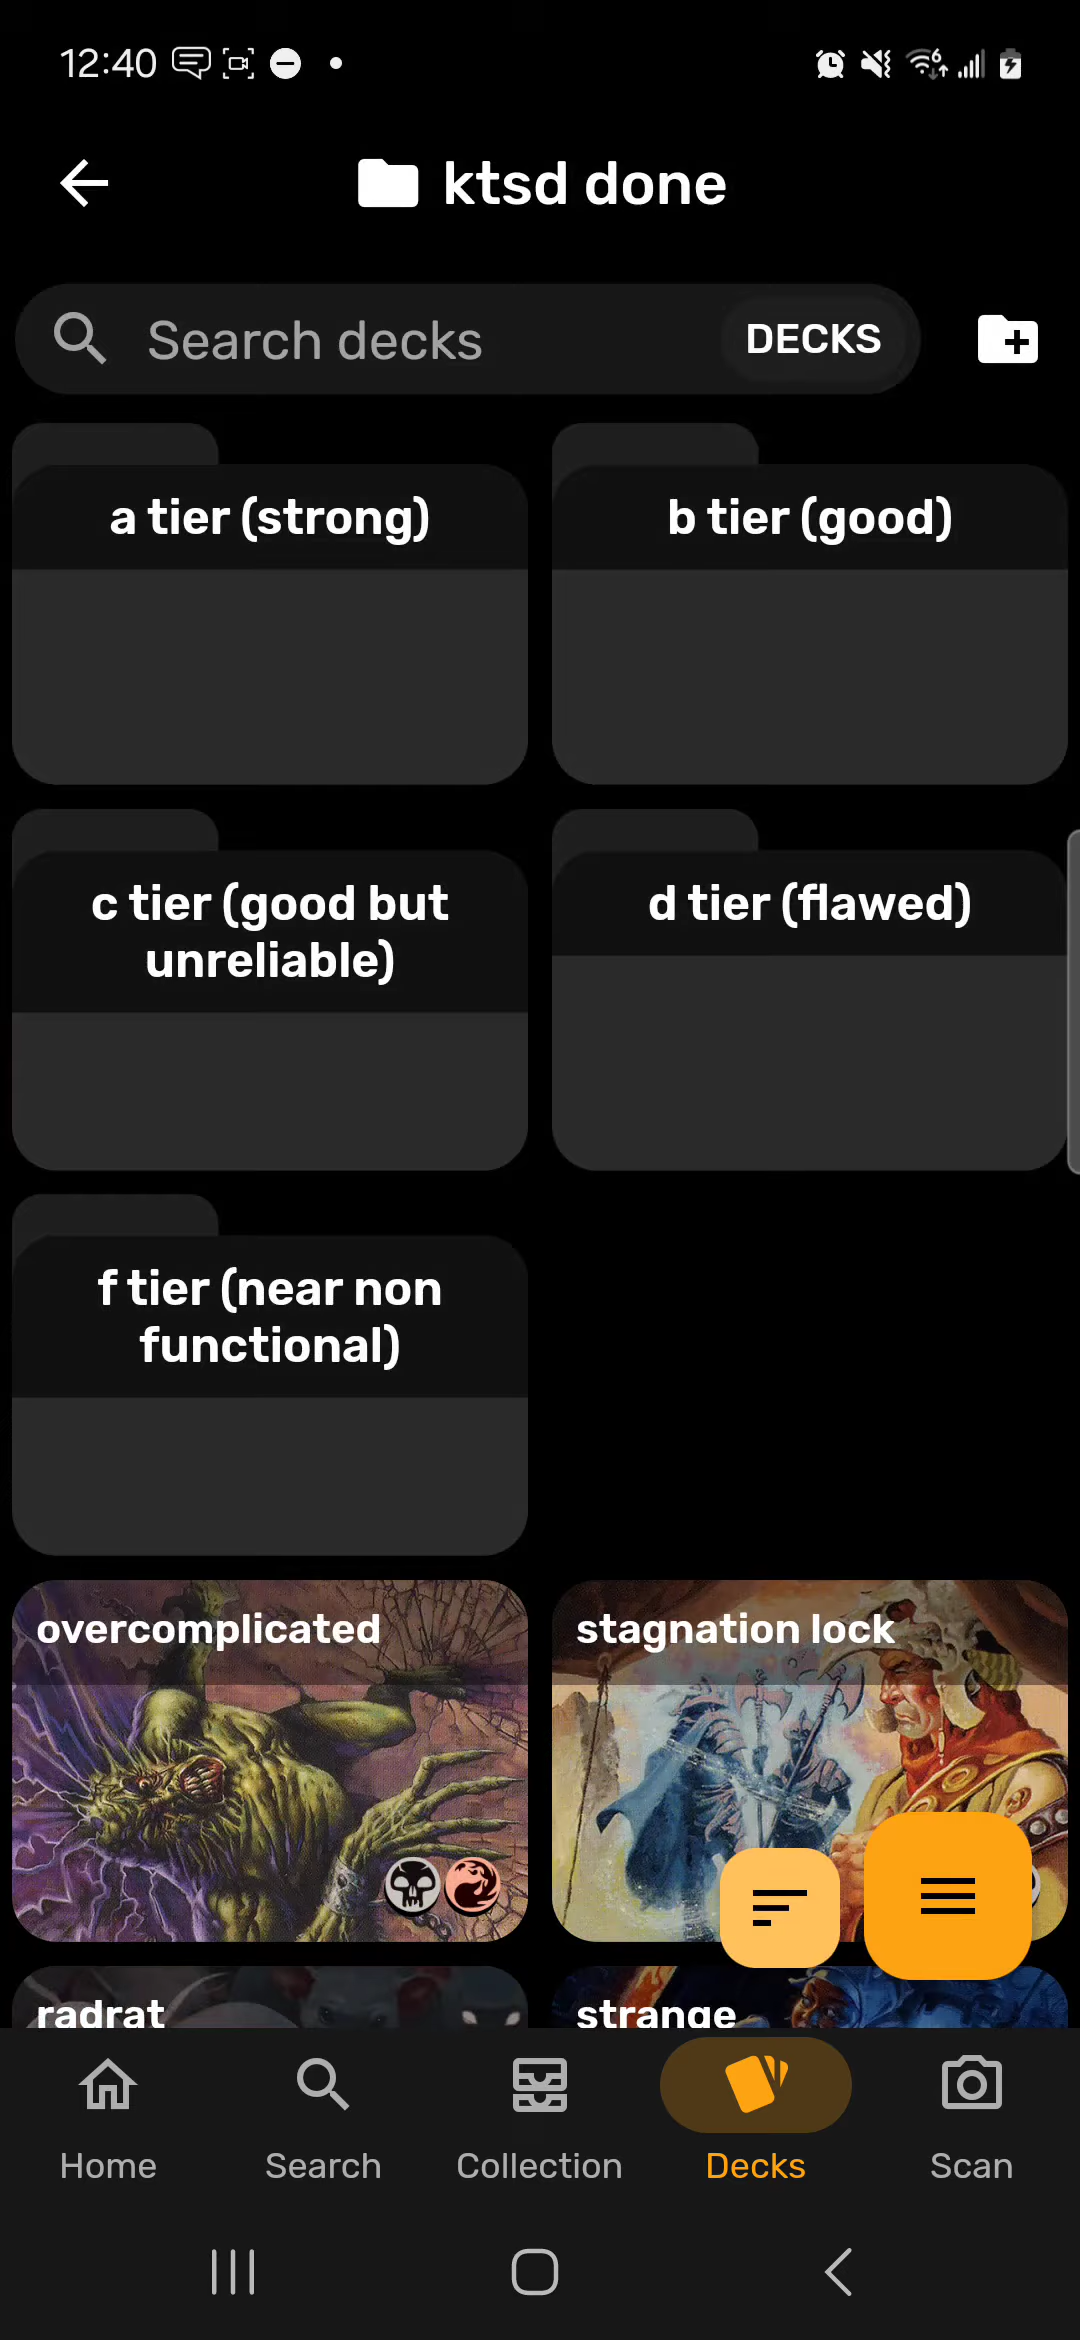 12:40
ktsd done
Search decks
DECKS
a tier (strong)
b tier (good)
c tier (good but
unreliable)
d tier (flawed)
f tier (near non
functional)
overcomplicated
stagnation lock
radrat
strange
Home
Search
Collection
Decks
Scan